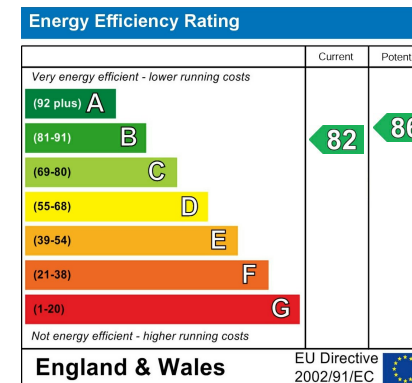 Energy Efficiency Rating
Current Potent
Very energy efficient - lower running costs
(92 plus) A
(81-91) B
82 86
(69-80) C
(55-68) D
(39-54) E
(21-38) F
(1-20) G
Not energy efficient - higher running costs
England & Wales
EU Directive
2002/91/EC